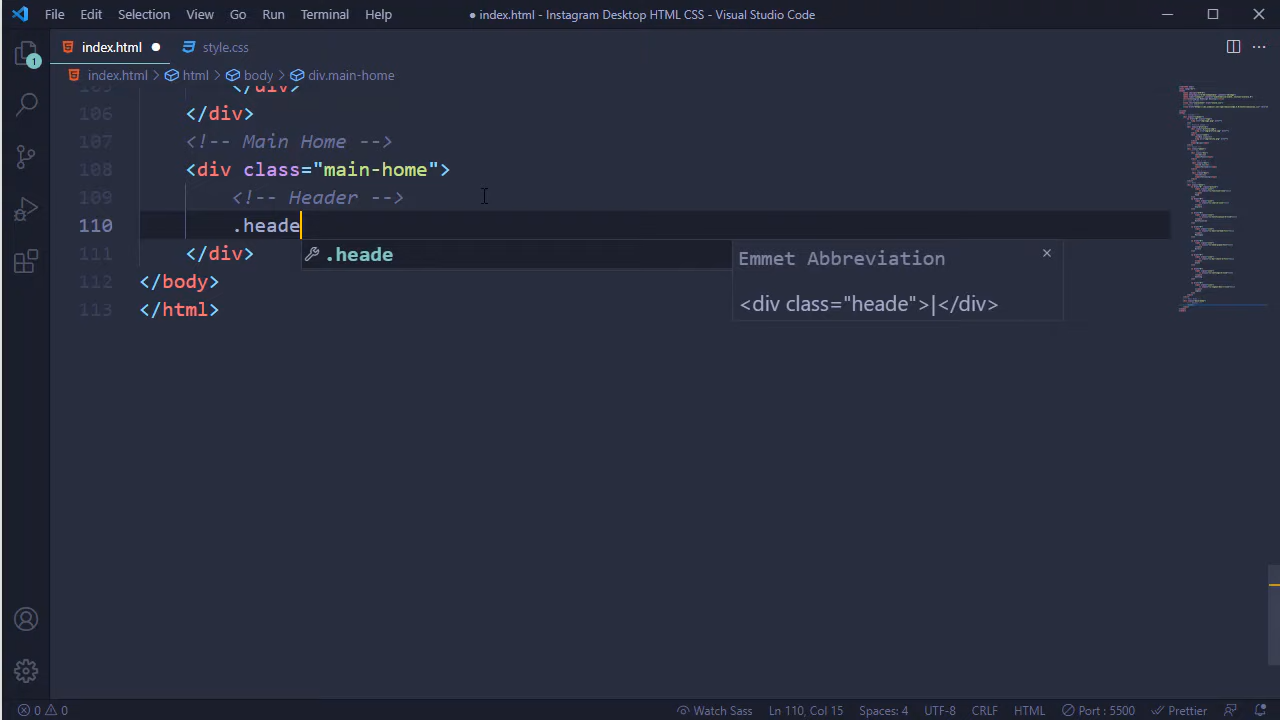 File Edit Selection View Go Run Terminal Help ● index.html - Instagram Desktop HTML CSS - Visual Studio Code
1
index.html ● style.css
index.html > html > body > div.main-home
105 </div>
106 </div>
107 <!-- Main Home -->
108 <div class="main-home">
109 <!-- Header -->
110 .heade
.heade
Emmet Abbreviation ×
<div class="heade">|</div>
111 </div>
112 </body>
113 </html>
0 0 Watch Sass Ln 110, Col 15 Spaces: 4 UTF-8 CRLF HTML Port : 5500 Prettier